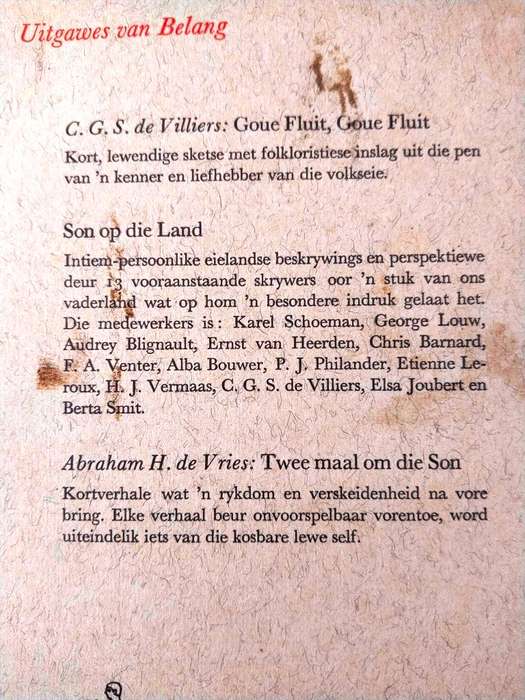 Uitgawes van Belang
C. G. S. de Villiers: Goue Fluit, Goue Fluit
Kort, lewendige sketse met folkloristiese inslag uit die pen
van 'n kenner en liefhebber van die volkseie.
Son op die Land
Intiem-persoonlike eielandse beskrywings en perspektiewe
deur 13 vooraanstaande skrywers oor 'n stuk van ons
vaderland wat op hom 'n besondere indruk gelaat het.
Die medewerkers is: Karel Schoeman, George Louw,
Audrey Blignault, Ernst van Heerden, Chris Barnard,
F. A. Venter, Alba Bouwer, P. J. Philander, Etienne Le-
roux, H. J. Vermaas, C. G. S. de Villiers, Elsa Joubert en
Berta Smit.
Abraham H. de Vries: Twee maal om die Son
Kortverhale wat 'n rykdom en verskeidenheid na vore
bring. Elke verhaal beur onvoorspelbaar vorentoe, word
uiteindelik iets van die kosbare lewe self.